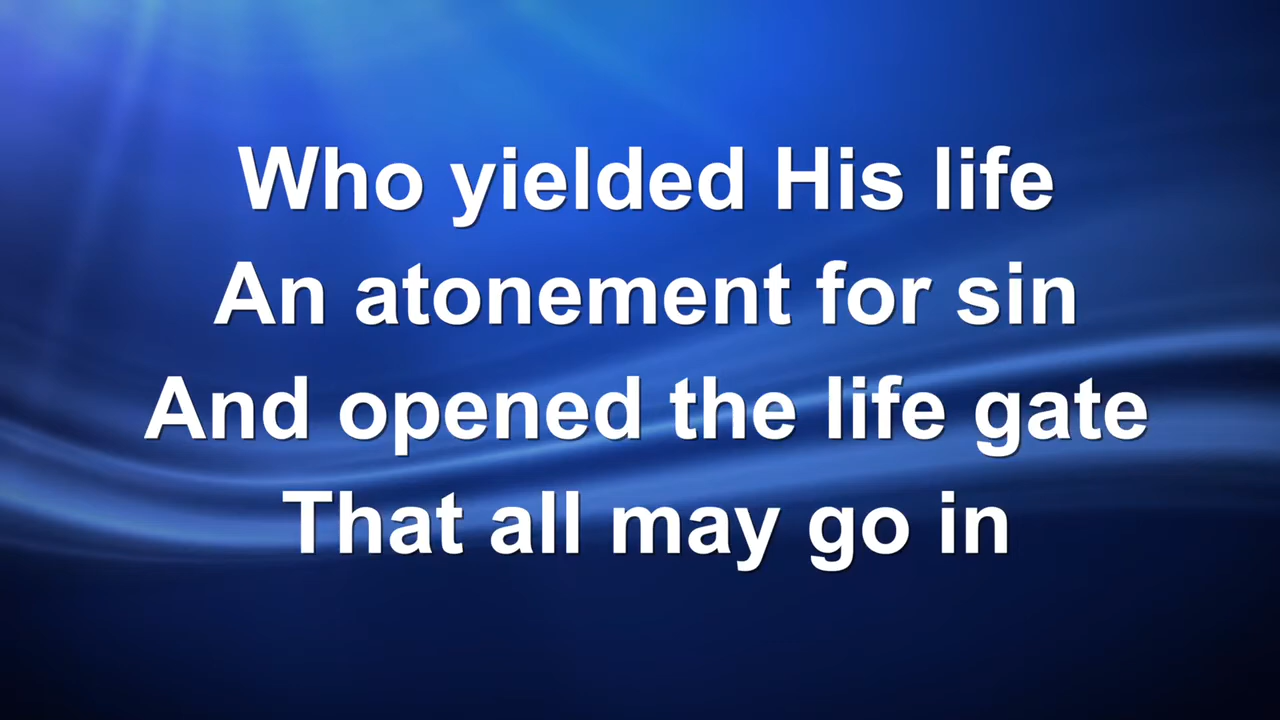 Who yielded His life
An atonement for sin
And opened the life gate
That all may go in